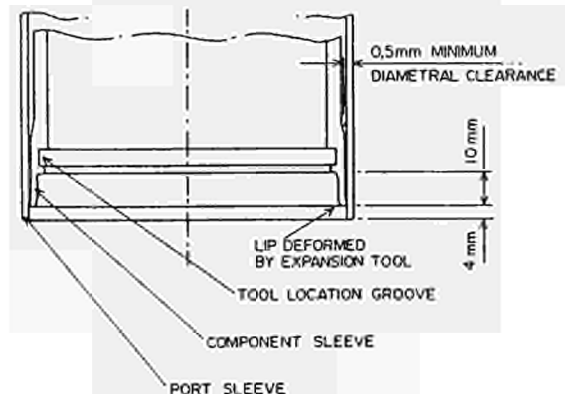 0,5mm MINIMUM
DIAMETRAL CLEARANCE
10 mm
4 mm
LIP DEFORMED
BY EXPANSION TOOL
TOOL LOCATION GROOVE
COMPONENT SLEEVE
PORT SLEEVE